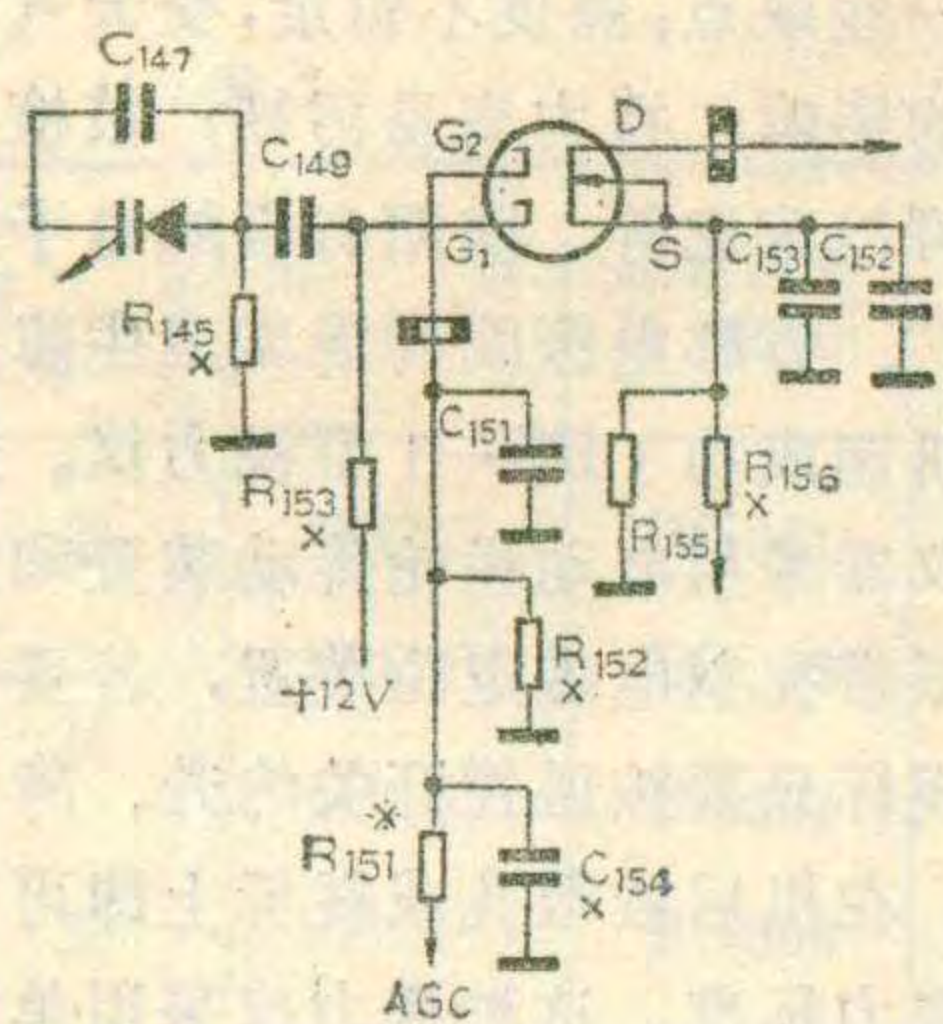 C147
C149
G2
D
G1
S
C153
C152
R145
×
C151
R153
×
R156
×
R155
R152
×
+12V
※
R151
C154
×
AGC